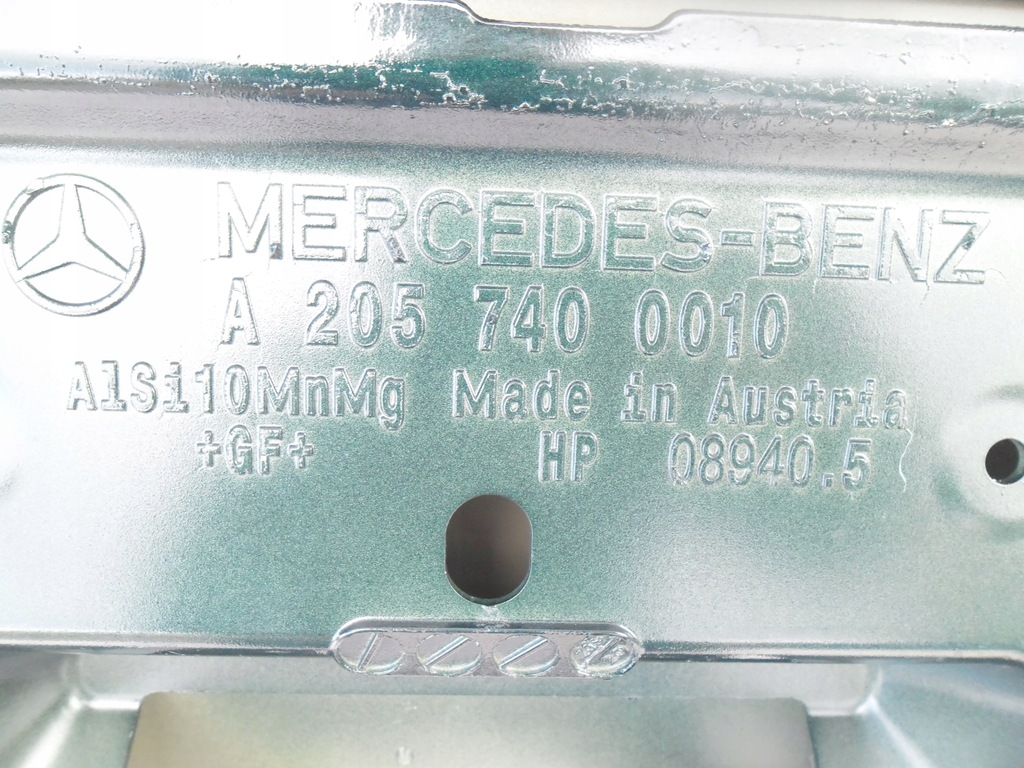 MERCEDES-BENZ
A 205 740 0010
AlSi10MnMg Made in Austria
+GF+ HP 08940.5